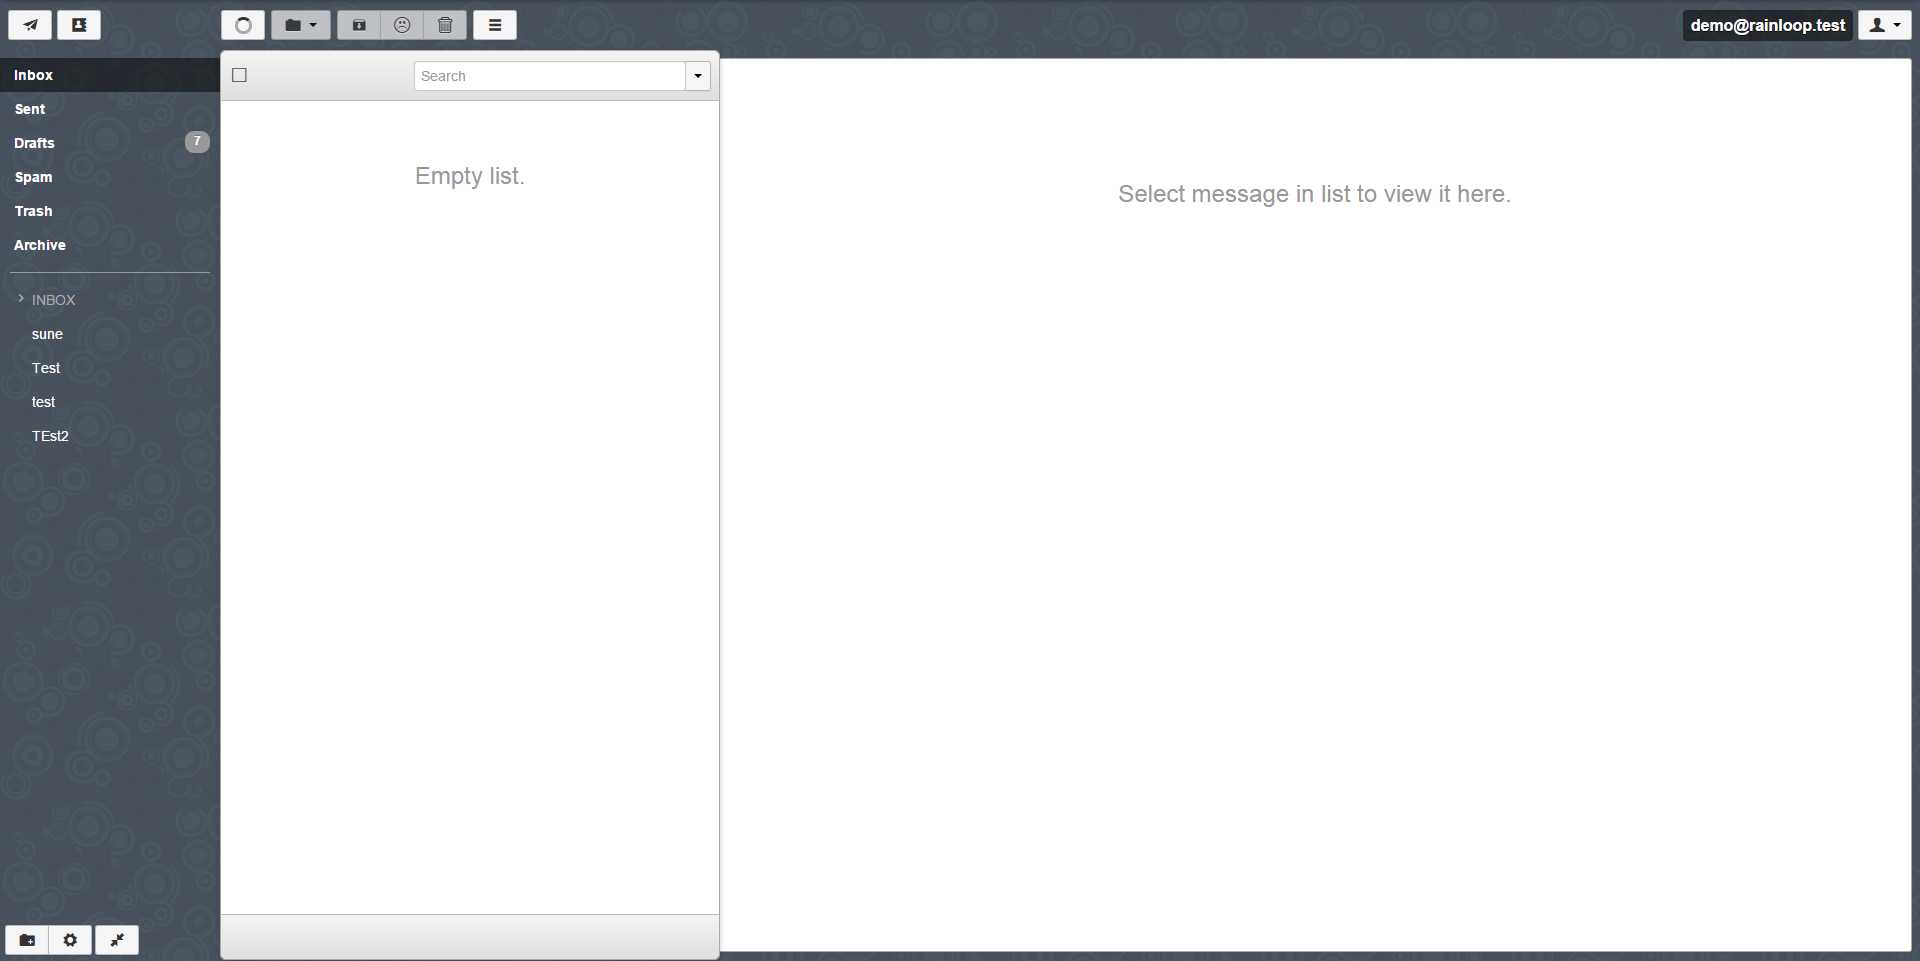 demo@rainloop.test
Inbox
Search
Sent
Drafts
7
Empty list.
Spam
Select message in list to view it here.
Trash
Archive
INBOX
sune
Test
test
TEst2